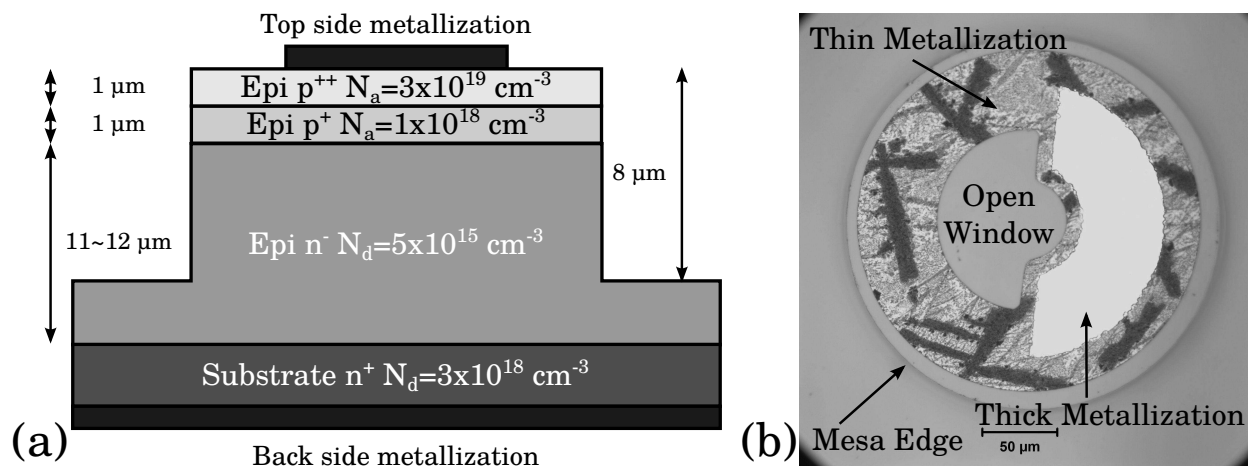 Top side metallization
1 µm
Epi p⁺⁺ Nₐ=3x10¹⁹ cm⁻³
1 µm
Epi p⁺ Nₐ=1x10¹⁸ cm⁻³
8 µm
11~12 µm
Epi n⁻ N_d=5x10¹⁵ cm⁻³
Substrate n⁺ N_d=3x10¹⁸ cm⁻³
(a)
Back side metallization
Thin Metallization
Open
Window
(b)
Mesa Edge
Thick Metallization
50 µm